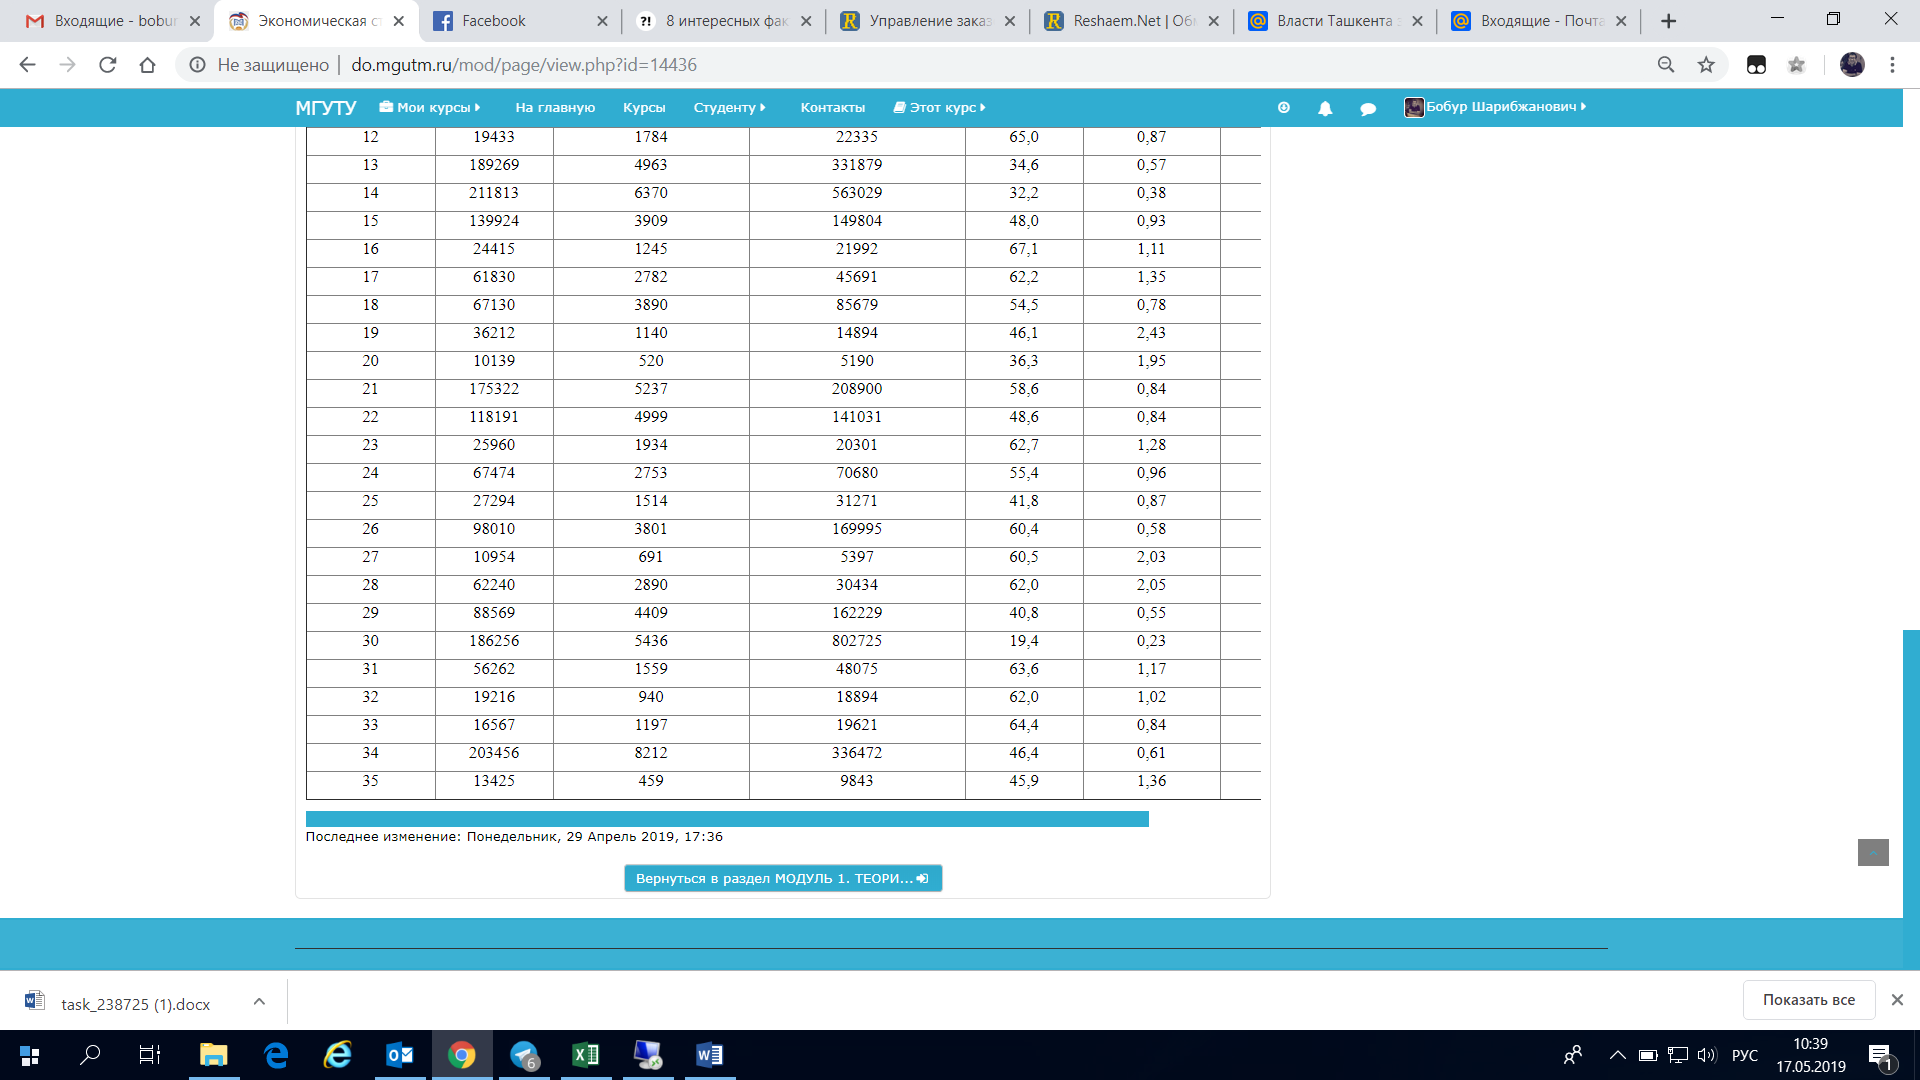 Входящие - bobur
Экономическая с
Facebook
?! 8 интересных фак
Управление заказ
Reshaem.Net | Об
Власти Ташкента з
Входящие - Почта
Не защищено | do.mgutm.ru/mod/page/view.php?id=14436
МГУТУ Мои курсы На главную Курсы Студенту Контакты Этот курс Бобур Шарибжанович
12 19433 1784 22335 65,0 0,87
13 189269 4963 331879 34,6 0,57
14 211813 6370 563029 32,2 0,38
15 139924 3909 149804 48,0 0,93
16 24415 1245 21992 67,1 1,11
17 61830 2782 45691 62,2 1,35
18 67130 3890 85679 54,5 0,78
19 36212 1140 14894 46,1 2,43
20 10139 520 5190 36,3 1,95
21 175322 5237 208900 58,6 0,84
22 118191 4999 141031 48,6 0,84
23 25960 1934 20301 62,7 1,28
24 67474 2753 70680 55,4 0,96
25 27294 1514 31271 41,8 0,87
26 98010 3801 169995 60,4 0,58
27 10954 691 5397 60,5 2,03
28 62240 2890 30434 62,0 2,05
29 88569 4409 162229 40,8 0,55
30 186256 5436 802725 19,4 0,23
31 56262 1559 48075 63,6 1,17
32 19216 940 18894 62,0 1,02
33 16567 1197 19621 64,4 0,84
34 203456 8212 336472 46,4 0,61
35 13425 459 9843 45,9 1,36
Последнее изменение: Понедельник, 29 Апрель 2019, 17:36
Вернуться в раздел МОДУЛЬ 1. ТЕОРИ...
task_238725 (1).docx
Показать все
6
РУС
10:39
17.05.2019
1